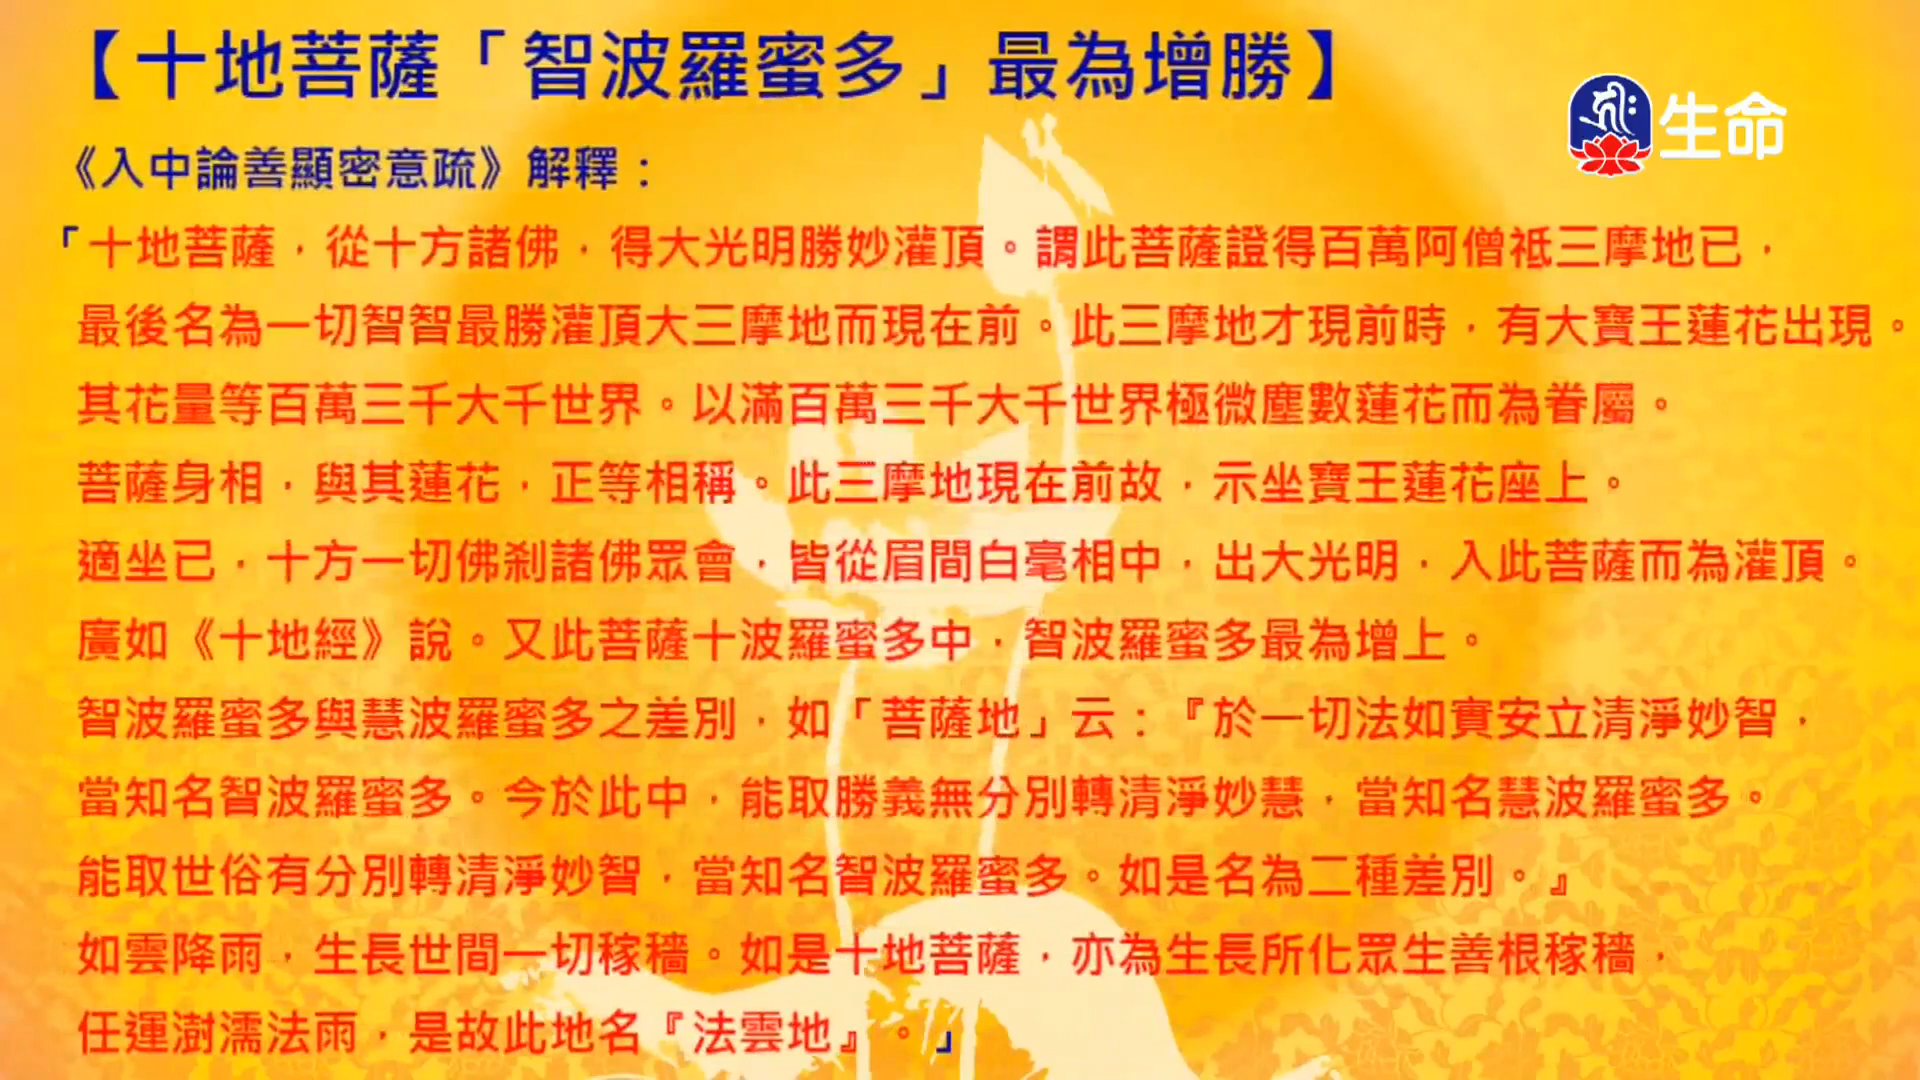 【十地菩薩「智波羅蜜多」最為增勝】
生命
《入中論善顯密意疏》解釋：
「十地菩薩，從十方諸佛，得大光明勝妙灌頂。謂此菩薩證得百萬阿僧祗三摩地已，
最後名為一切智智最勝灌頂大三摩地而現在前。此三摩地才現前時，有大寶王蓮花出現。
其花量等百萬三千大千世界。以滿百萬三千大千世界極微塵數蓮花而為眷屬。
菩薩身相，與其蓮花，正等相稱。此三摩地現在前故，示坐寶王蓮花座上。
適坐已，十方一切佛剎諸佛眾會，皆從眉間白毫相中，出大光明，入此菩薩而為灌頂。
廣如《十地經》說。又此菩薩十波羅蜜多中，智波羅蜜多最為增上。
智波羅蜜多與慧波羅蜜多之差別，如「菩薩地」云：『於一切法如實安立清淨妙智，
當知名智波羅蜜多。今於此中，能取勝義無分別轉清淨妙慧，當知名慧波羅蜜多。
能取世俗有分別轉清淨妙智，當知名智波羅蜜多。如是名為二種差別。』
如雲降雨，生長世間一切稼穡。如是十地菩薩，亦為生長所化眾生善根稼穡，
任運澍濡法雨，是故此地名『法雲地』。」